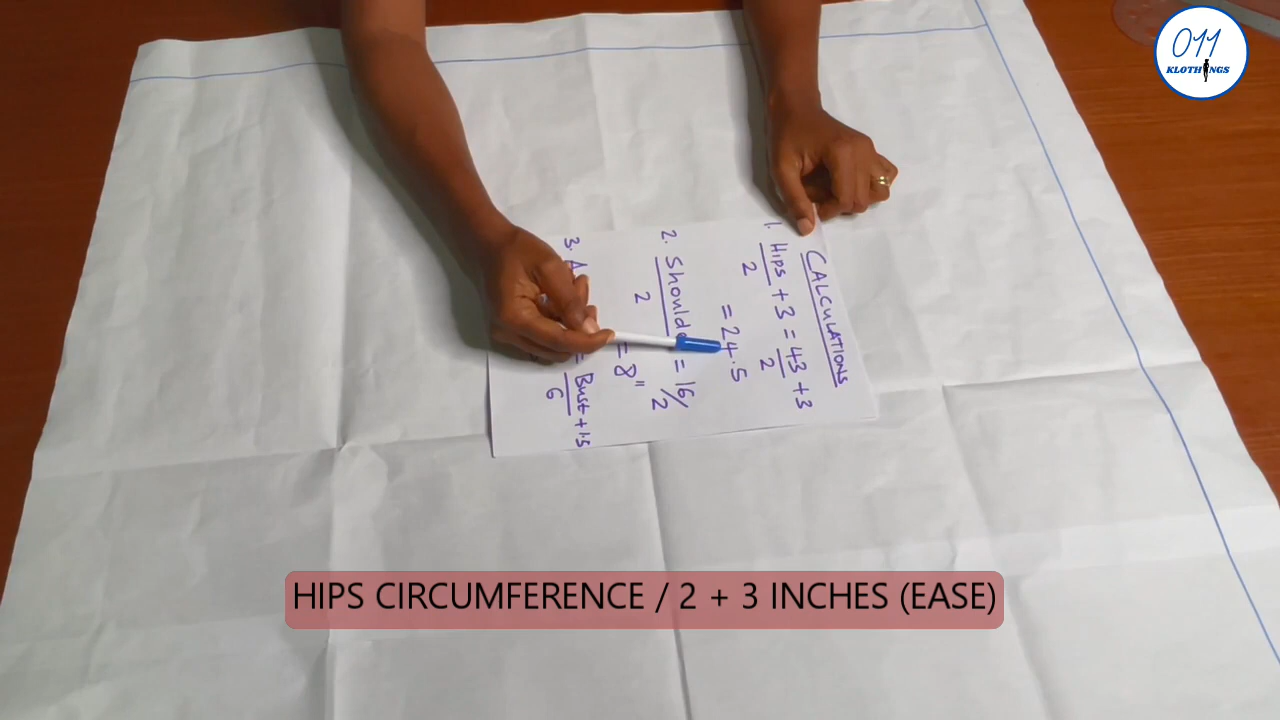 011
KLOTHINGS
CALCULATIONS
1. Hips + 3 = 43 + 3
2 2
= 24.5
2. = 16/2
2
= 8"
3. = Bust + 1.5
6
HIPS CIRCUMFERENCE / 2 + 3 INCHES (EASE)